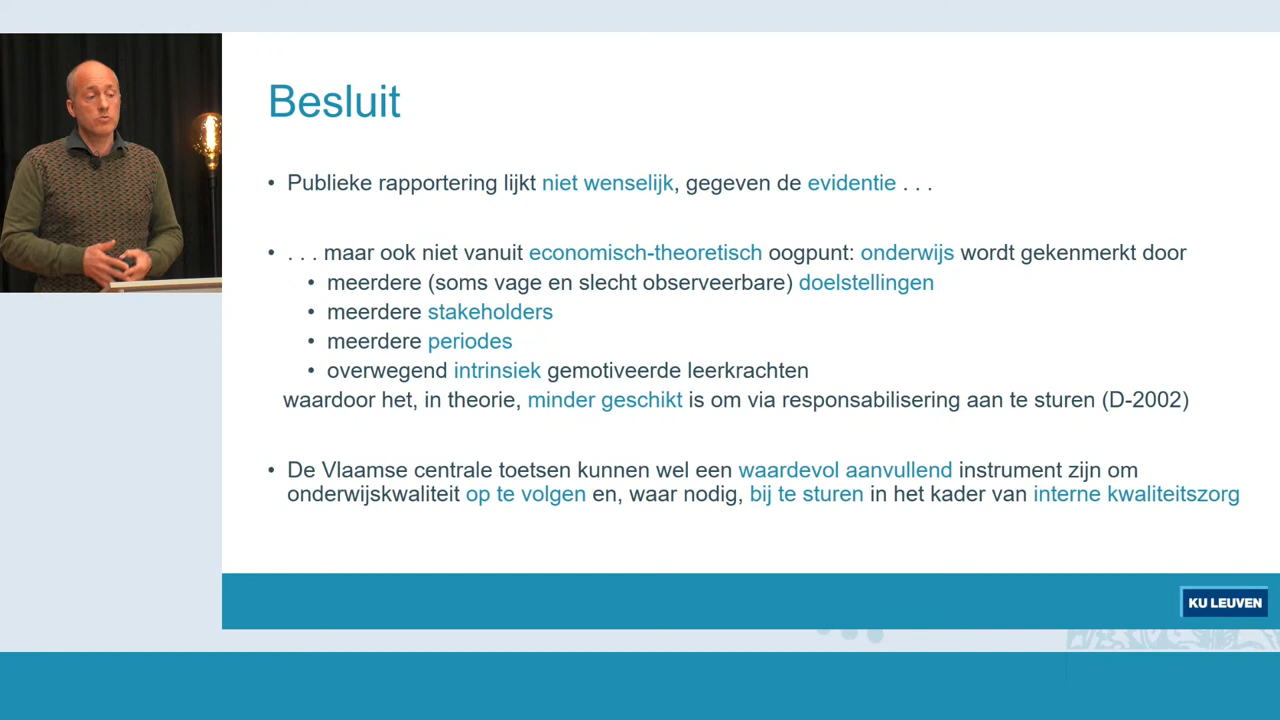 Besluit
• Publieke rapportering lijkt niet wenselijk, gegeven de evidentie . . .
• . . . maar ook niet vanuit economisch-theoretisch oogpunt: onderwijs wordt gekenmerkt door
• meerdere (soms vage en slecht observeerbare) doelstellingen
• meerdere stakeholders
• meerdere periodes
• overwegend intrinsiek gemotiveerde leerkrachten
waardoor het, in theorie, minder geschikt is om via responsabilisering aan te sturen (D-2002)
• De Vlaamse centrale toetsen kunnen wel een waardevol aanvullend instrument zijn om
onderwijskwaliteit op te volgen en, waar nodig, bij te sturen in het kader van interne kwaliteitszorg
KU LEUVEN